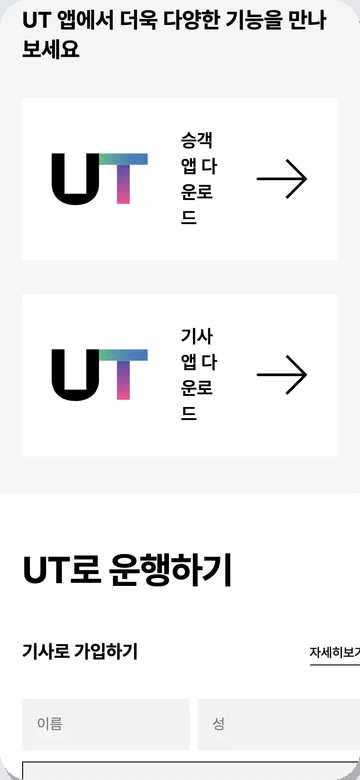 UT 앱에서 더욱 다양한 기능을 만나
보세요
UT
승객
앱 다
운로
드
UT
기사
앱 다
운로
드
UT로 운행하기
기사로 가입하기
자세히보기
이름
성